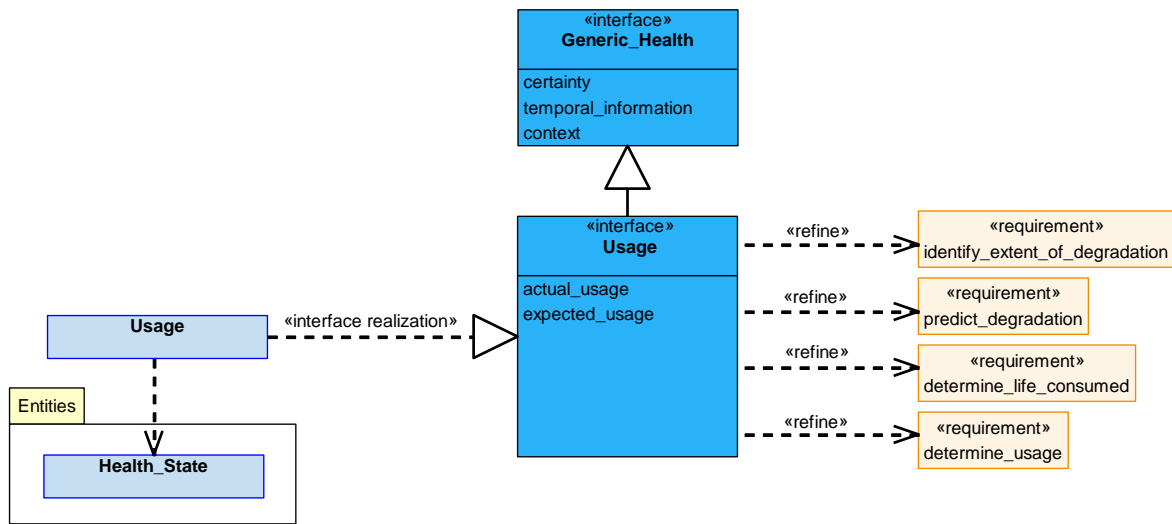 «interface»
Generic_Health
certainty
temporal_information
context
«interface»
Usage
actual_usage
expected_usage
«refine»
«requirement»
identify_extent_of_degradation
«refine»
«requirement»
predict_degradation
«refine»
«requirement»
determine_life_consumed
«refine»
«requirement»
determine_usage
Usage
«interface realization»
Entities
Health_State